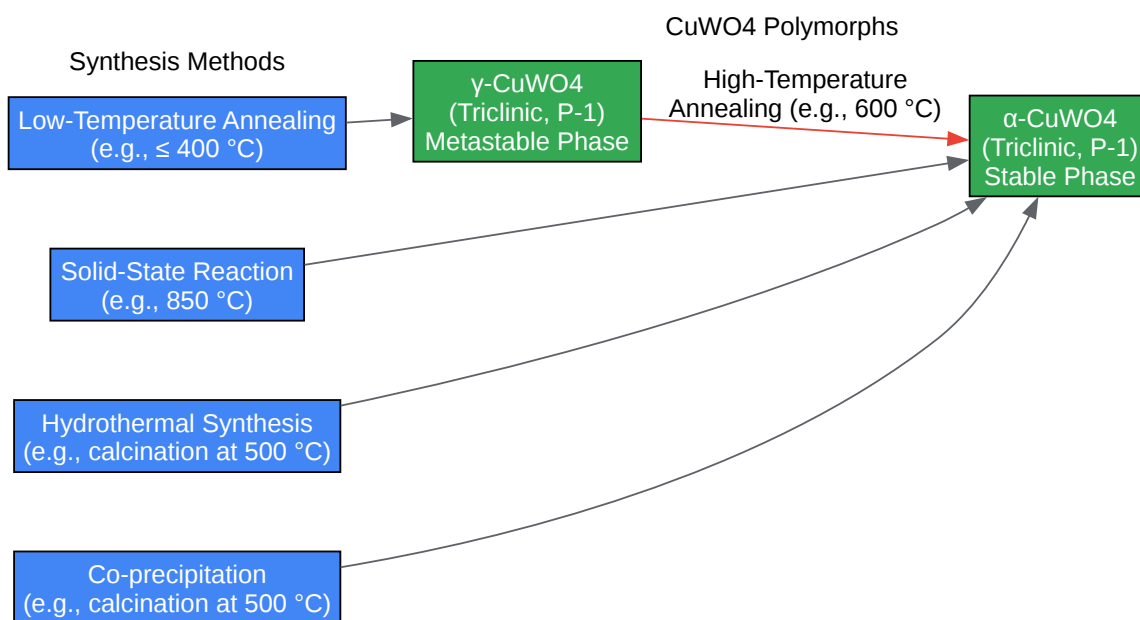 CuWO4 Polymorphs
Synthesis Methods
Low-Temperature Annealing
(e.g., ≤ 400 °C)
γ-CuWO4
(Triclinic, P-1)
Metastable Phase
High-Temperature
Annealing (e.g., 600 °C)
α-CuWO4
(Triclinic, P-1)
Stable Phase
Solid-State Reaction
(e.g., 850 °C)
Hydrothermal Synthesis
(e.g., calcination at 500 °C)
Co-precipitation
(e.g., calcination at 500 °C)